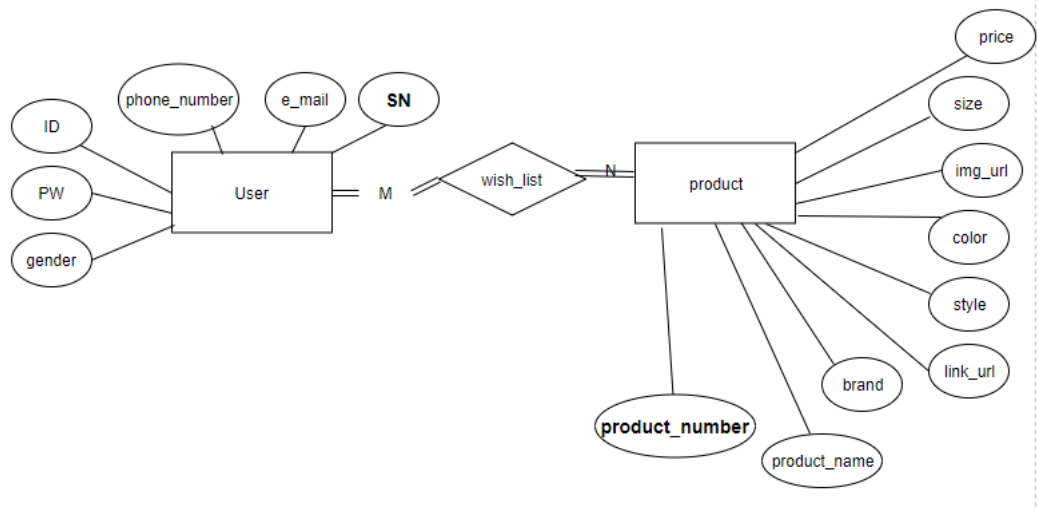 price
phone_number
e_mail
SN
size
ID
img_url
User
M
wish_list
N
product
PW
color
gender
style
link_url
brand
product_number
product_name